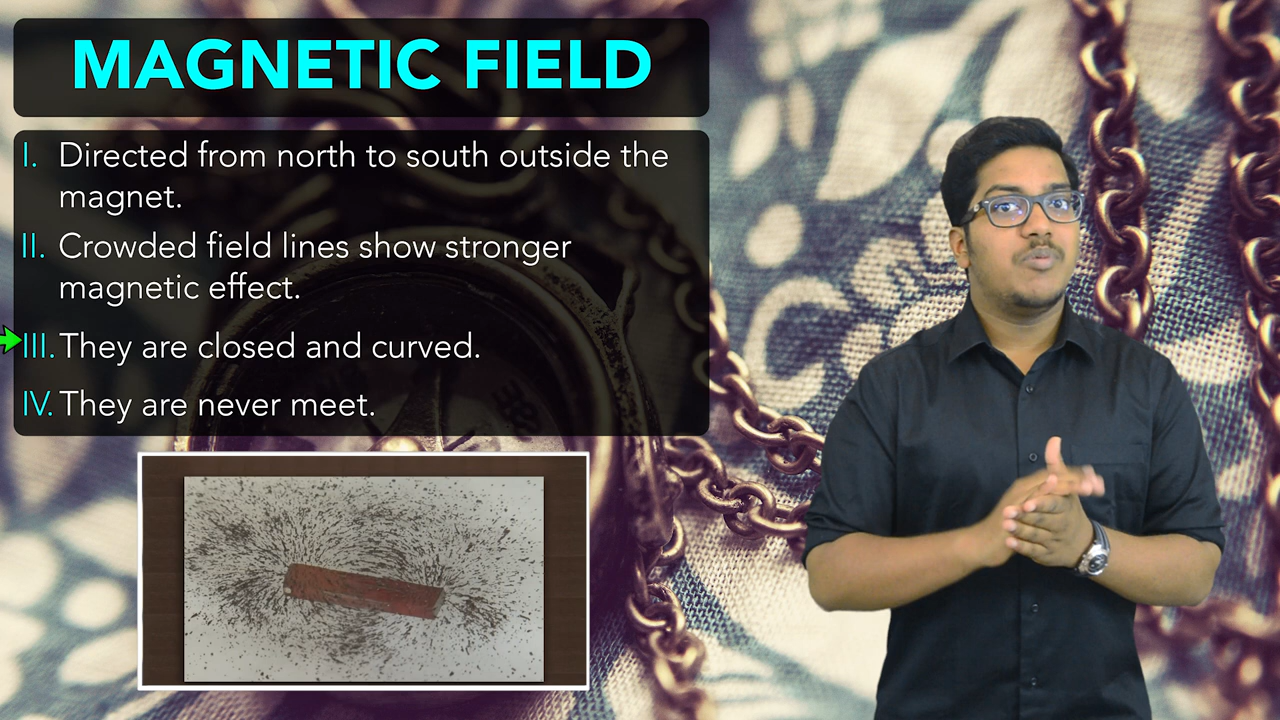 MAGNETIC FIELD
I. Directed from north to south outside the
magnet.
II. Crowded field lines show stronger
magnetic effect.
III. They are closed and curved.
IV. They are never meet.